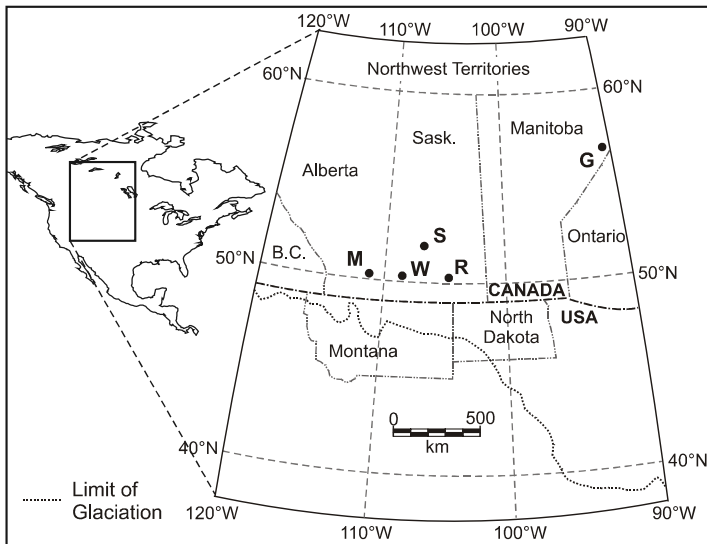 120°W
110°W
100°W
90°W
60°N
Northwest Territories
60°N
Sask.
Manitoba
G
Alberta
Ontario
S
B.C.
50°N
M
W
R
50°N
CANADA
North
Dakota
USA
Montana
0
500
km
40°N
40°N
Limit of
Glaciation
120°W
110°W
100°W
90°W